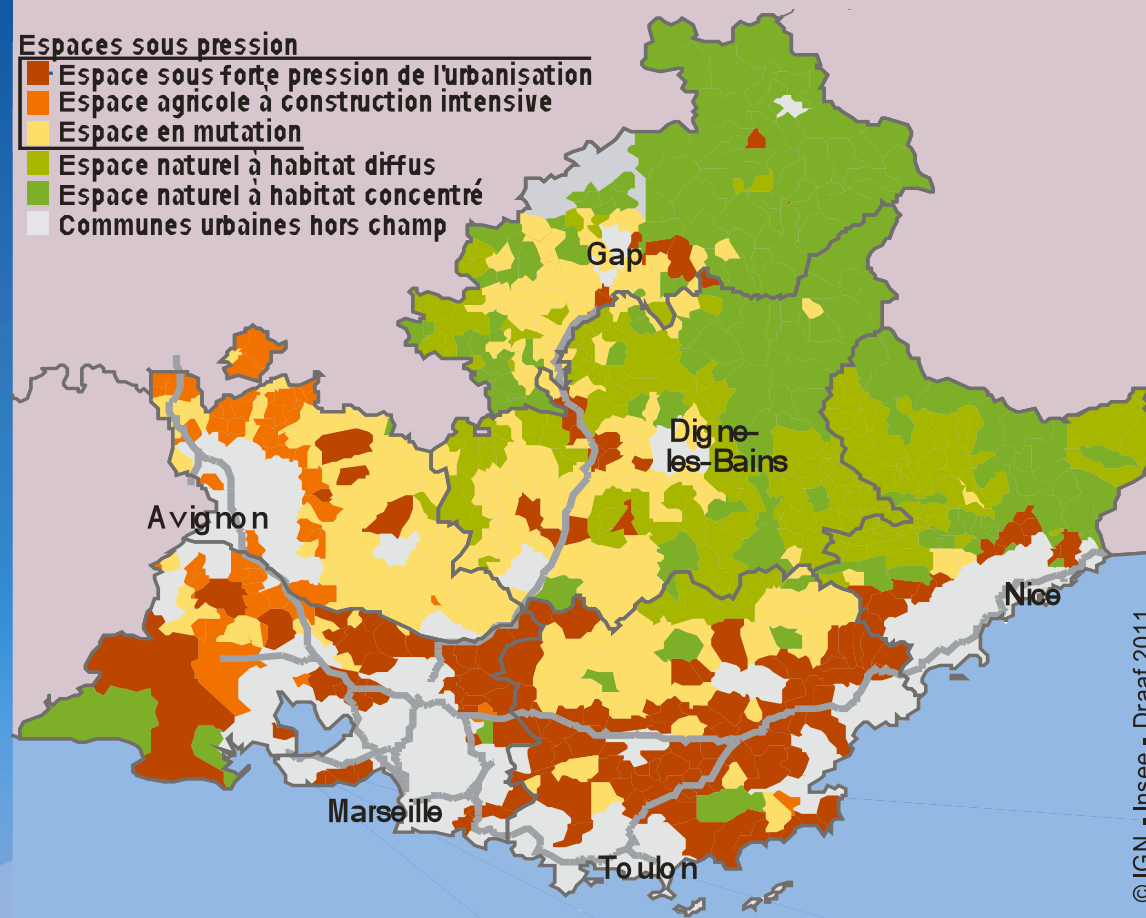 Espaces sous pression
Espace sous forte pression de l'urbanisation
Espace agricole à construction intensive
Espace en mutation
Espace naturel à habitat diffus
Espace naturel à habitat concentré
Communes urbaines hors champ
Gap
Digne-
les-Bains
Avignon
Nice
Marseille
Toulon
© IGN - Insee - Draaf 2011